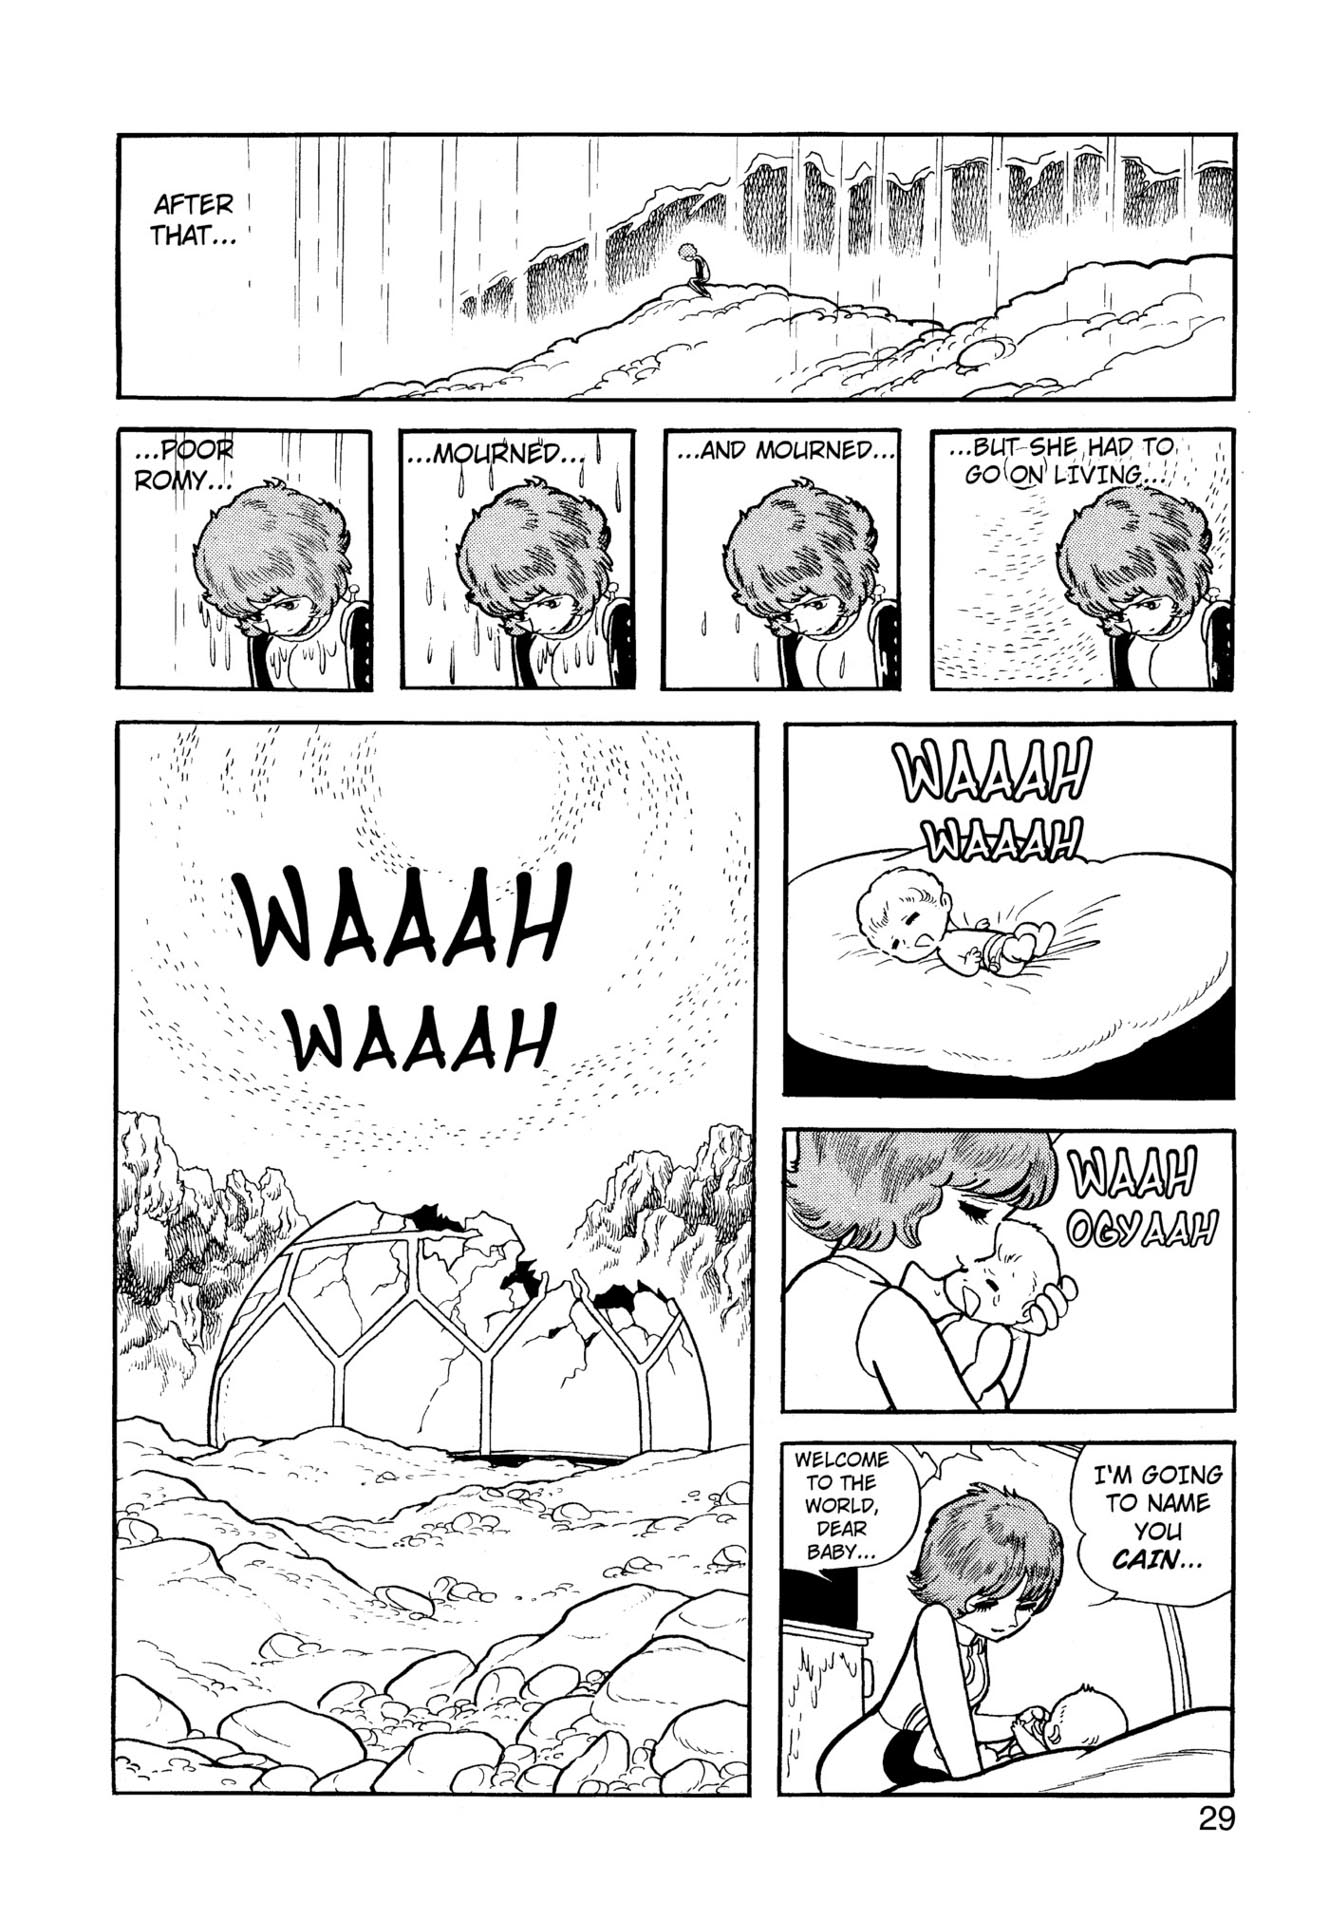 AFTER
THAT...
...POOR
ROMY...
...MOURNED...
...AND MOURNED...
...BUT SHE HAD TO
GO ON LIVING...
WAAAH
WAAAH
WAAAH
WAAAH
WAAH
OGYAAH
WELCOME
TO THE
WORLD,
DEAR
BABY...
I'M GOING
TO NAME
YOU
CAIN...
29